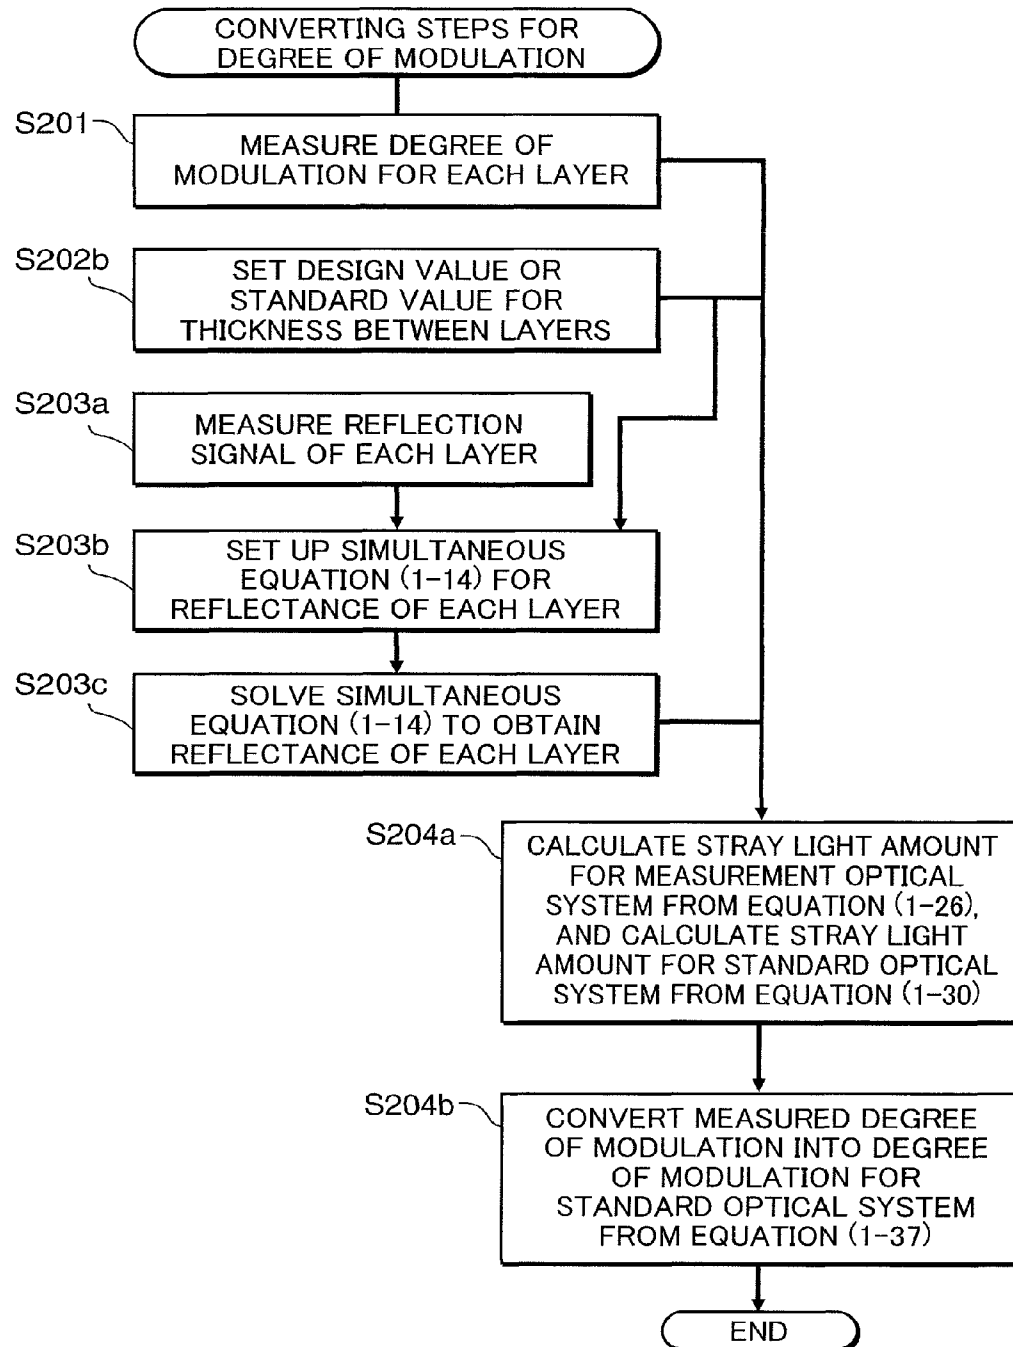 CONVERTING STEPS FOR
DEGREE OF MODULATION
S201
MEASURE DEGREE OF
MODULATION FOR EACH LAYER
S202b
SET DESIGN VALUE OR
STANDARD VALUE FOR
THICKNESS BETWEEN LAYERS
S203a
MEASURE REFLECTION
SIGNAL OF EACH LAYER
S203b
SET UP SIMULTANEOUS
EQUATION (1-14) FOR
REFLECTANCE OF EACH LAYER
S203c
SOLVE SIMULTANEOUS
EQUATION (1-14) TO OBTAIN
REFLECTANCE OF EACH LAYER
S204a
CALCULATE STRAY LIGHT AMOUNT
FOR MEASUREMENT OPTICAL
SYSTEM FROM EQUATION (1-26),
AND CALCULATE STRAY LIGHT
AMOUNT FOR STANDARD OPTICAL
SYSTEM FROM EQUATION (1-30)
S204b
CONVERT MEASURED DEGREE
OF MODULATION INTO DEGREE
OF MODULATION FOR
STANDARD OPTICAL SYSTEM
FROM EQUATION (1-37)
END